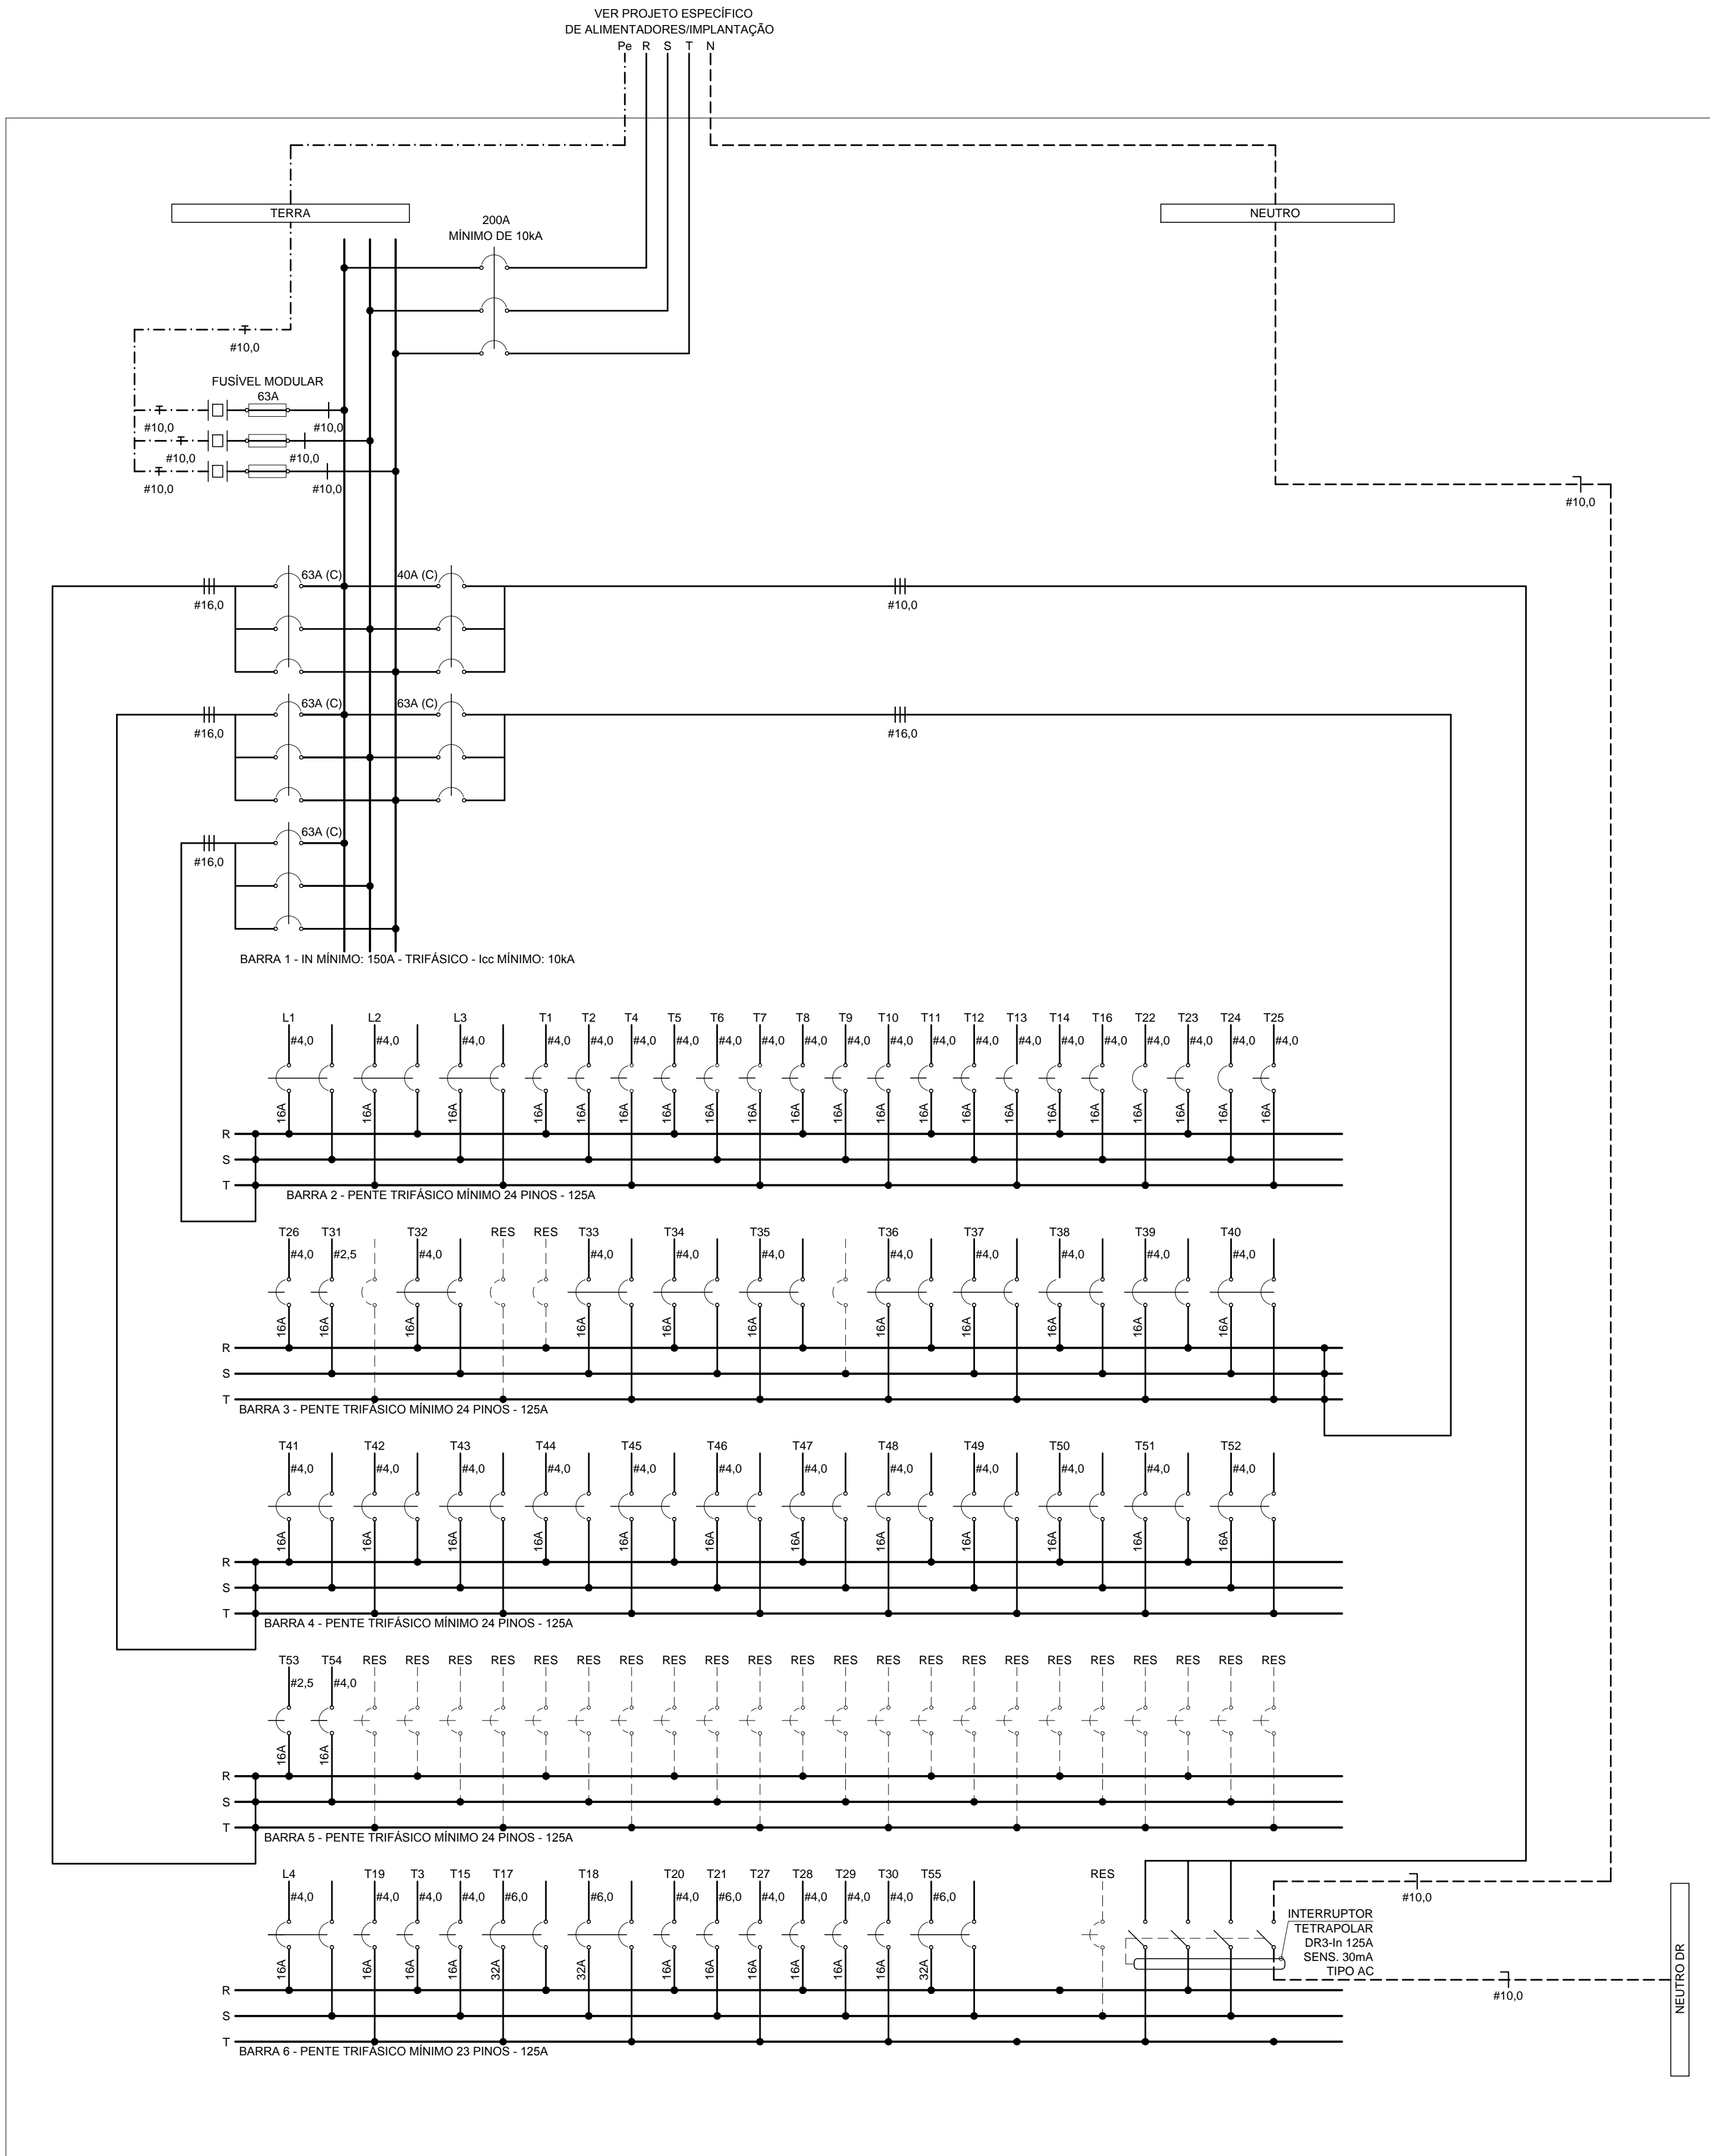 VER PROJETO ESPECÍFICO
DE ALIMENTADORES/IMPLANTAÇÃO
Pe R S T N
TERRA
NEUTRO
200A
MÍNIMO DE 10kA
#10,0
FUSÍVEL MODULAR
63A
#10,0 #10,0
#10,0 #10,0
#10,0 #10,0
#10,0
63A (C) 40A (C)
#16,0 #10,0
63A (C) 63A (C)
#16,0 #16,0
63A (C)
#16,0
BARRA 1 - IN MÍNIMO: 150A - TRIFÁSICO - Icc MÍNIMO: 10kA
L1 L2 L3 T1 T2 T4 T5 T6 T7 T8 T9 T10 T11 T12 T13 T14 T16 T22 T23 T24 T25
#4,0 #4,0 #4,0 #4,0 #4,0 #4,0 #4,0 #4,0 #4,0 #4,0 #4,0 #4,0 #4,0 #4,0 #4,0 #4,0 #4,0 #4,0 #4,0 #4,0 #4,0
16A 16A 16A 16A 16A 16A 16A 16A 16A 16A 16A 16A 16A 16A 16A 16A 16A 16A 16A 16A 16A
R
S
T
BARRA 2 - PENTE TRIFÁSICO MÍNIMO 24 PINOS - 125A
T26 T31 T32 RES RES T33 T34 T35 T36 T37 T38 T39 T40
#4,0 #2,5 #4,0 #4,0 #4,0 #4,0 #4,0 #4,0 #4,0 #4,0 #4,0
16A 16A 16A 16A 16A 16A 16A 16A 16A 16A 16A
R
S
T
BARRA 3 - PENTE TRIFÁSICO MÍNIMO 24 PINOS - 125A
T41 T42 T43 T44 T45 T46 T47 T48 T49 T50 T51 T52
#4,0 #4,0 #4,0 #4,0 #4,0 #4,0 #4,0 #4,0 #4,0 #4,0 #4,0 #4,0
16A 16A 16A 16A 16A 16A 16A 16A 16A 16A 16A 16A
R
S
T
BARRA 4 - PENTE TRIFÁSICO MÍNIMO 24 PINOS - 125A
T53 T54 RES RES RES RES RES RES RES RES RES RES RES RES RES RES RES RES RES RES RES RES RES RES
#2,5 #4,0
16A 16A
R
S
T
BARRA 5 - PENTE TRIFÁSICO MÍNIMO 24 PINOS - 125A
L4 T19 T3 T15 T17 T18 T20 T21 T27 T28 T29 T30 T55 RES
#4,0 #4,0 #4,0 #4,0 #6,0 #6,0 #4,0 #6,0 #4,0 #4,0 #4,0 #4,0 #6,0
#10,0
16A 16A 16A 16A 32A 32A 16A 16A 16A 16A 16A 16A 32A
INTERRUPTOR
TETRAPOLAR
DR3-In 125A
SENS. 30mA
TIPO AC
#10,0
NEUTRO DR
R
S
T
BARRA 6 - PENTE TRIFÁSICO MÍNIMO 23 PINOS - 125A